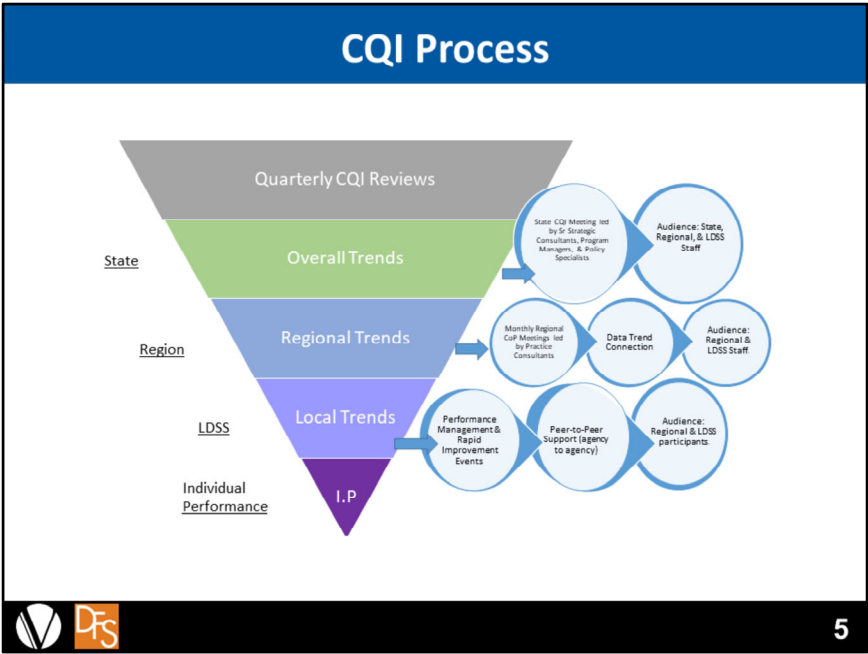 CQI Process
Quarterly CQI Reviews
State
Overall Trends
State CQI Meeting led
by Sr Strategic
Consultants, Program
Managers, & Policy
Specialists
Audience: State,
Regional, & LDSS
Staff
Region
Regional Trends
Monthly Regional
CoP Meetings led
by Practice
Consultants
Data Trend
Connection
Audience:
Regional &
LDSS Staff.
LDSS
Local Trends
Performance
Management &
Rapid
Improvement
Events
Peer-to-Peer
Support (agency
to agency)
Audience:
Regional & LDSS
participants.
Individual
Performance
I.P
DFS
5